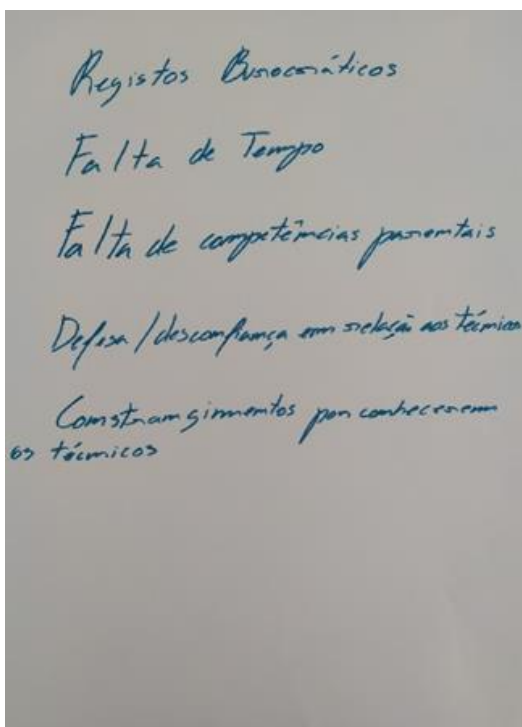 Registos Burocráticos
Falta de Tempo
Falta de competências parentais
Defesa / desconfiança em relação aos técnicos
Constrangimentos por conhecerem
os técnicos